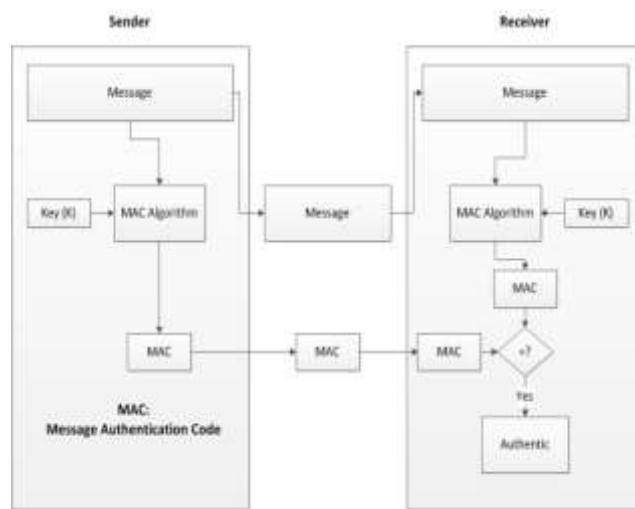 Sender
Receiver
Message
Message
Key (K)
MAC Algorithm
Message
MAC Algorithm
Key (K)
MAC
MAC
MAC
MAC
=?
MAC:
Message Authentication Code
Yes
Authentic